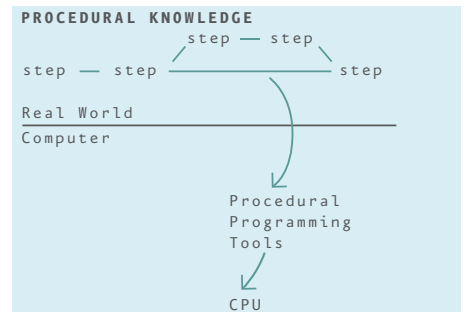 PROCEDURAL KNOWLEDGE
step — step
step — step step
Real World
Computer
Procedural
Programming
Tools
CPU